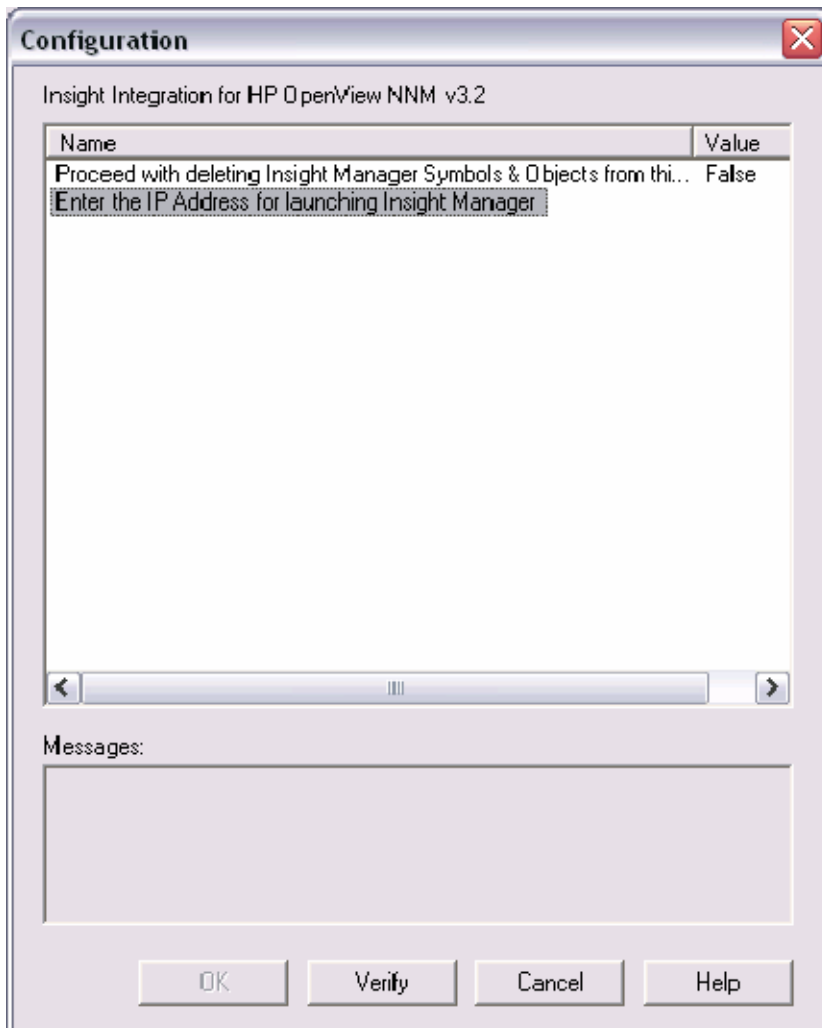 Configuration
Insight Integration for HP OpenView NNM v3.2
Name Value
Proceed with deleting Insight Manager Symbols & Objects from thi... False
Enter the IP Address for launching Insight Manager
Messages:
OK Verify Cancel Help